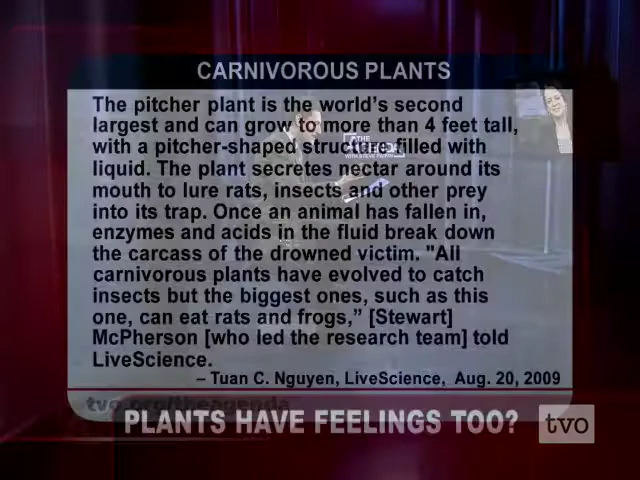 CARNIVOROUS PLANTS
The pitcher plant is the world's second
largest and can grow to more than 4 feet tall,
with a pitcher-shaped structure filled with
liquid. The plant secretes nectar around its
mouth to lure rats, insects and other prey
into its trap. Once an animal has fallen in,
enzymes and acids in the fluid break down
the carcass of the drowned victim. "All
carnivorous plants have evolved to catch
insects but the biggest ones, such as this
one, can eat rats and frogs,” [Stewart]
McPherson [who led the research team] told
LiveScience.
– Tuan C. Nguyen, LiveScience, Aug. 20, 2009
tvo.org/theagenda
PLANTS HAVE FEELINGS TOO?
tvo
THE